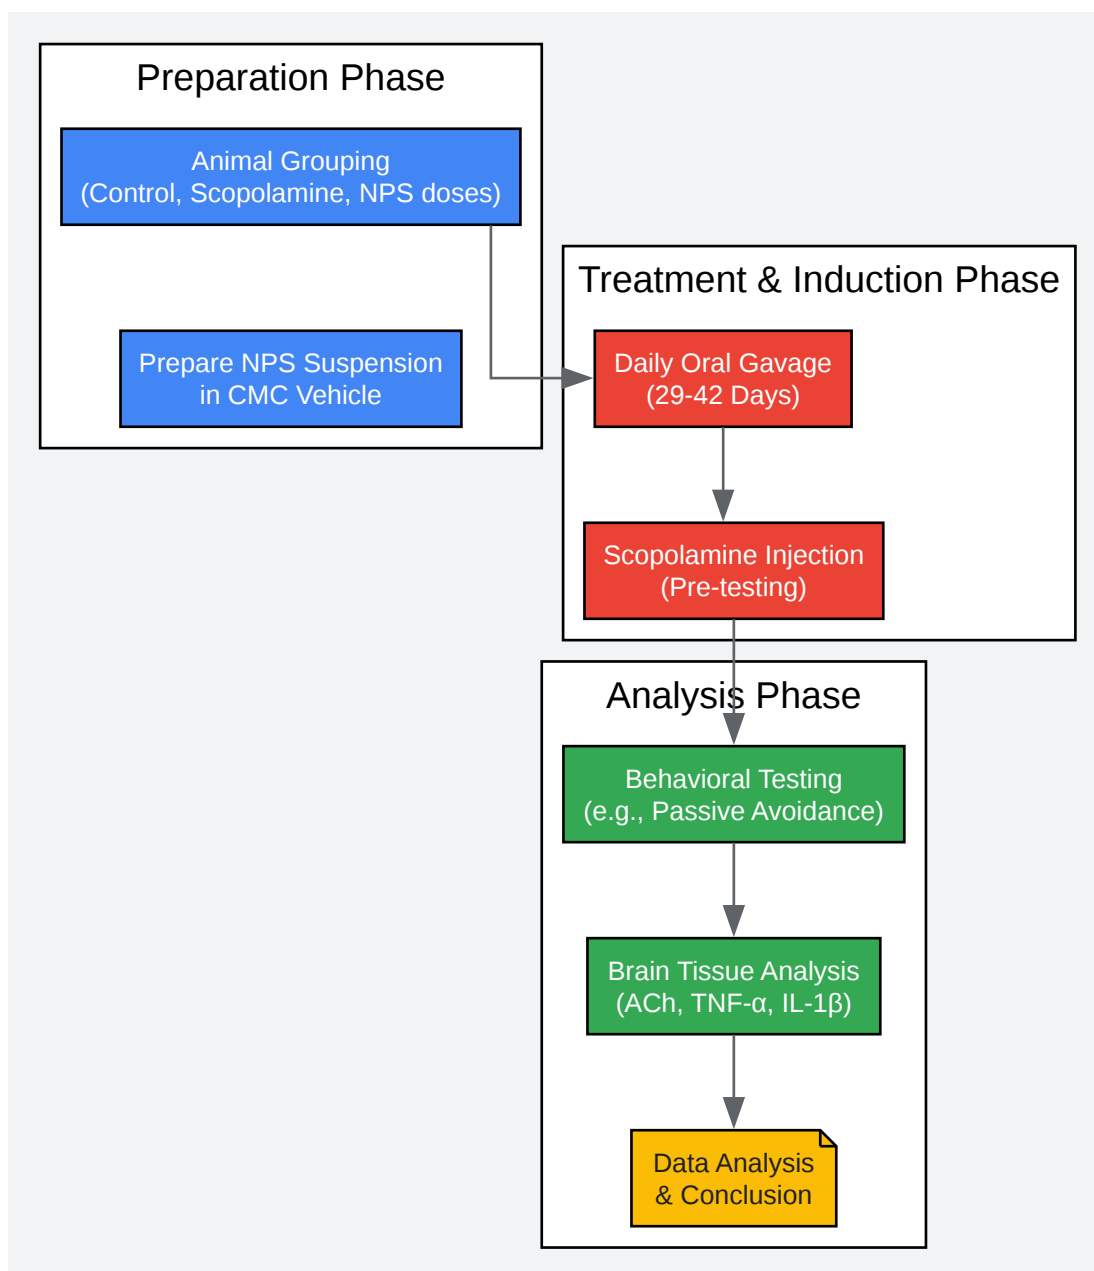 Preparation Phase
Animal Grouping
(Control, Scopolamine, NPS doses)
Prepare NPS Suspension
in CMC Vehicle
Treatment & Induction Phase
Daily Oral Gavage
(29-42 Days)
Scopolamine Injection
(Pre-testing)
Analysis Phase
Behavioral Testing
(e.g., Passive Avoidance)
Brain Tissue Analysis
(ACh, TNF-α, IL-1β)
Data Analysis
& Conclusion